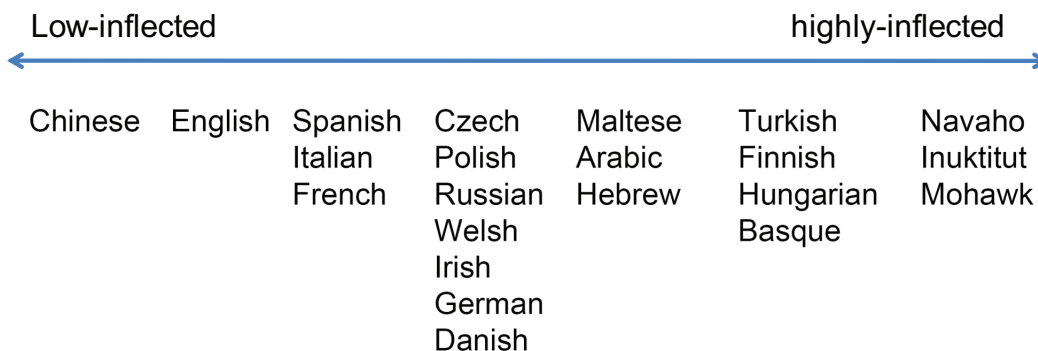 Low-inflected highly-inflected
Chinese English Spanish Czech Maltese Turkish Navaho
Italian Polish Arabic Finnish Inuktitut
French Russian Hebrew Hungarian Mohawk
Welsh Basque
Irish
German
Danish